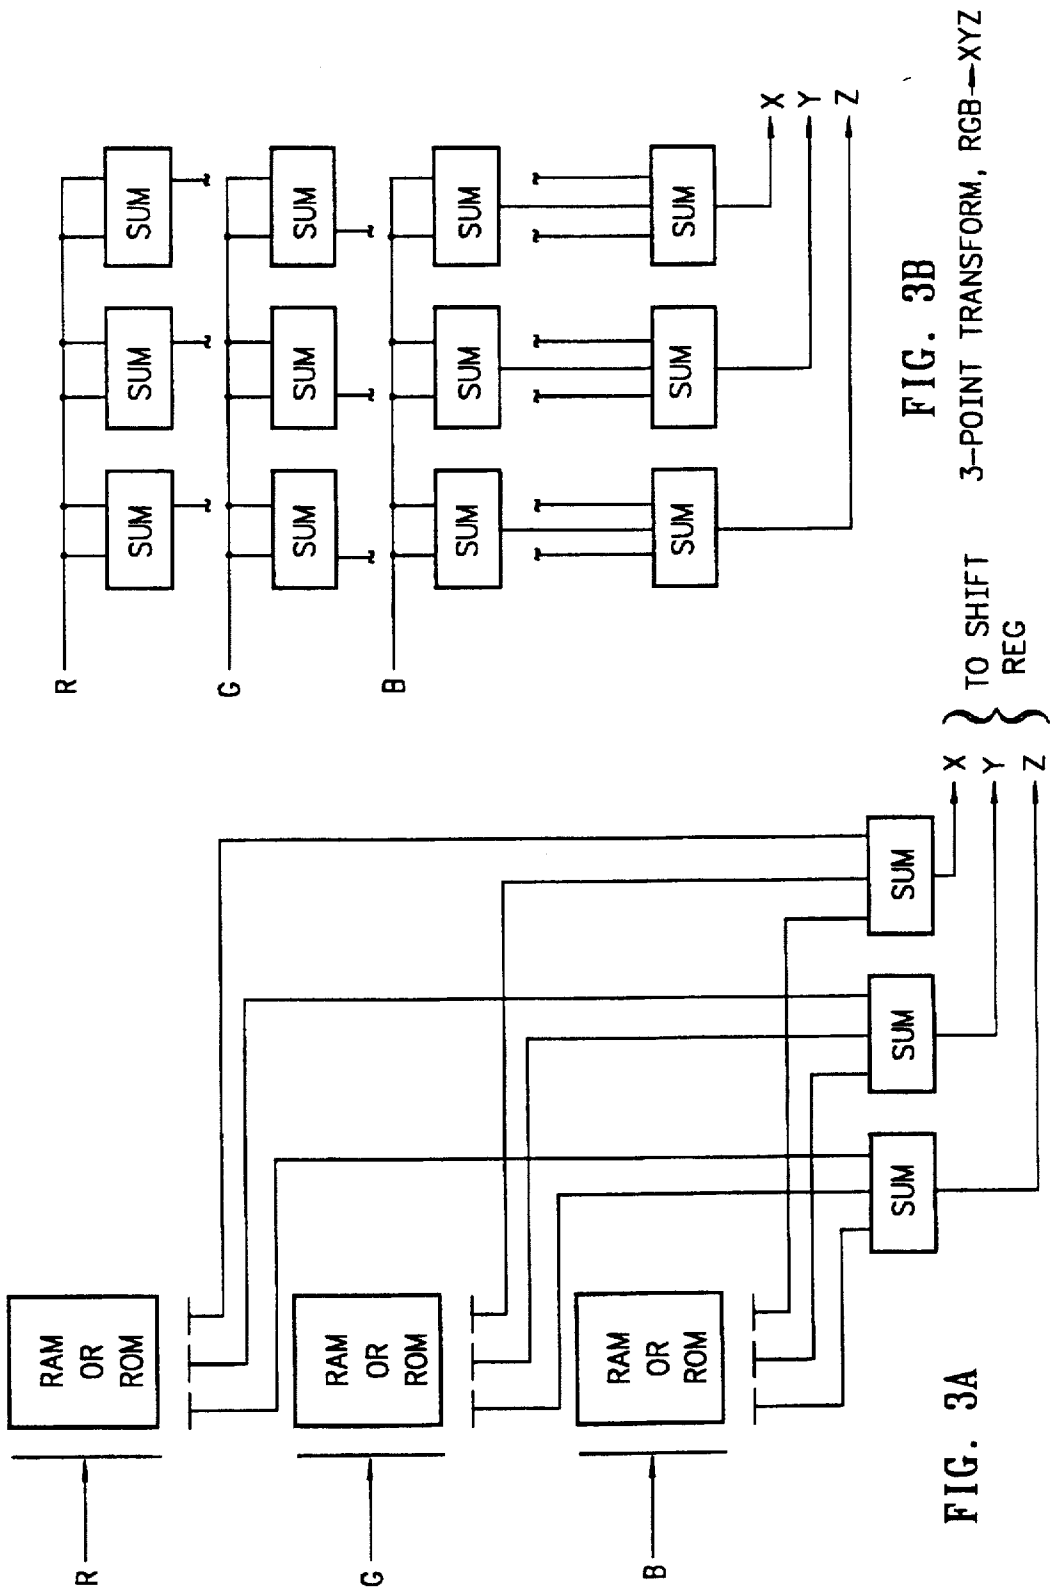 R
RAM
OR
ROM
G
RAM
OR
ROM
B
RAM
OR
ROM
SUM
SUM
SUM
X
Y
Z
TO SHIFT
REG
FIG. 3A
R
SUM
SUM
SUM
G
SUM
SUM
SUM
B
SUM
SUM
SUM
SUM
SUM
SUM
X
Y
Z
FIG. 3B
3-POINT TRANSFORM, RGB→XYZ